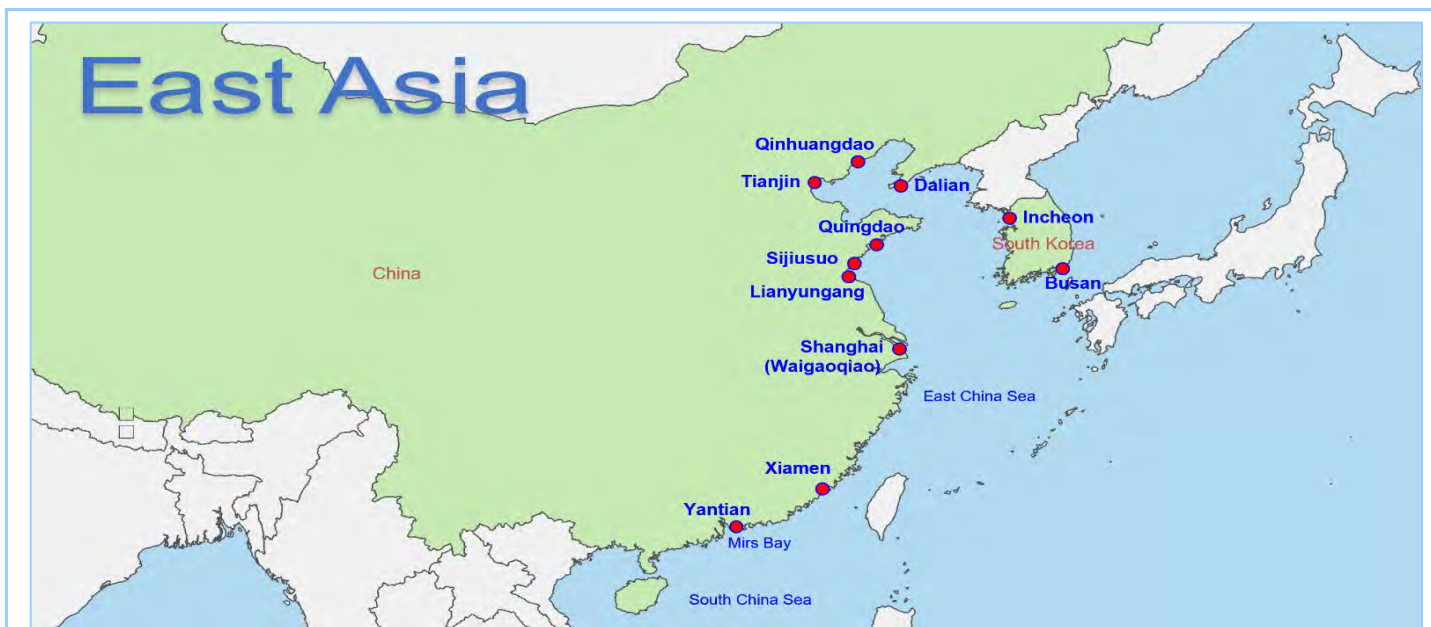 East Asia
Qinhuangdao
Tianjin
Dalian
Incheon
Quingdao
South Korea
Sijiusuo
China
Busan
Lianyungang
Shanghai
(Waigaoqiao)
East China Sea
Xiamen
Yantian
Mirs Bay
South China Sea